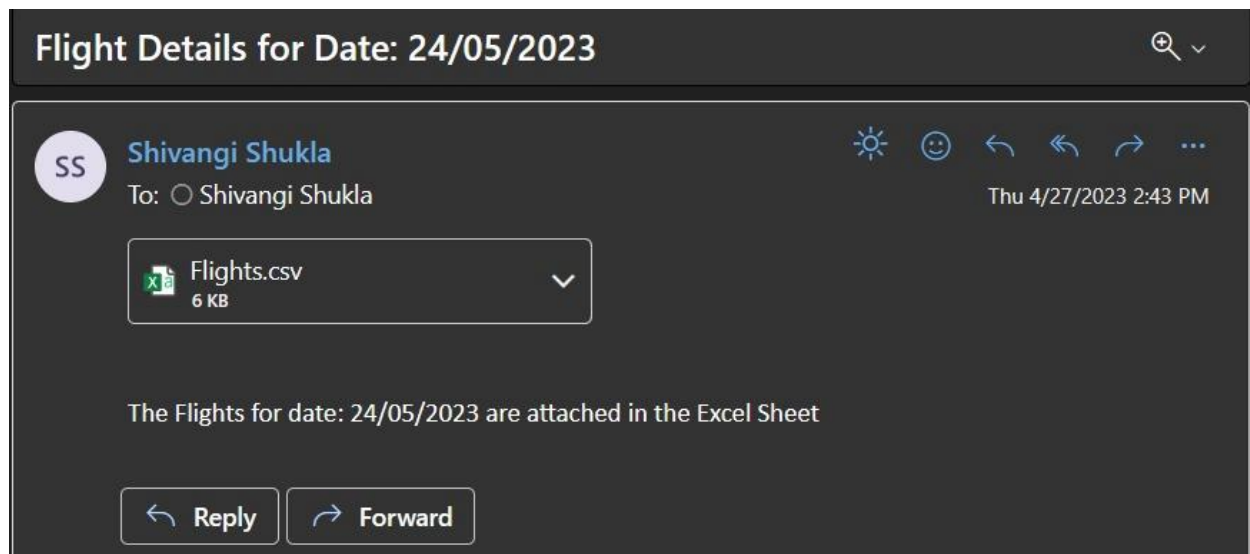 Flight Details for Date: 24/05/2023
SS
Shivangi Shukla
To: Shivangi Shukla
Thu 4/27/2023 2:43 PM
Flights.csv
6 KB
The Flights for date: 24/05/2023 are attached in the Excel Sheet
Reply
Forward